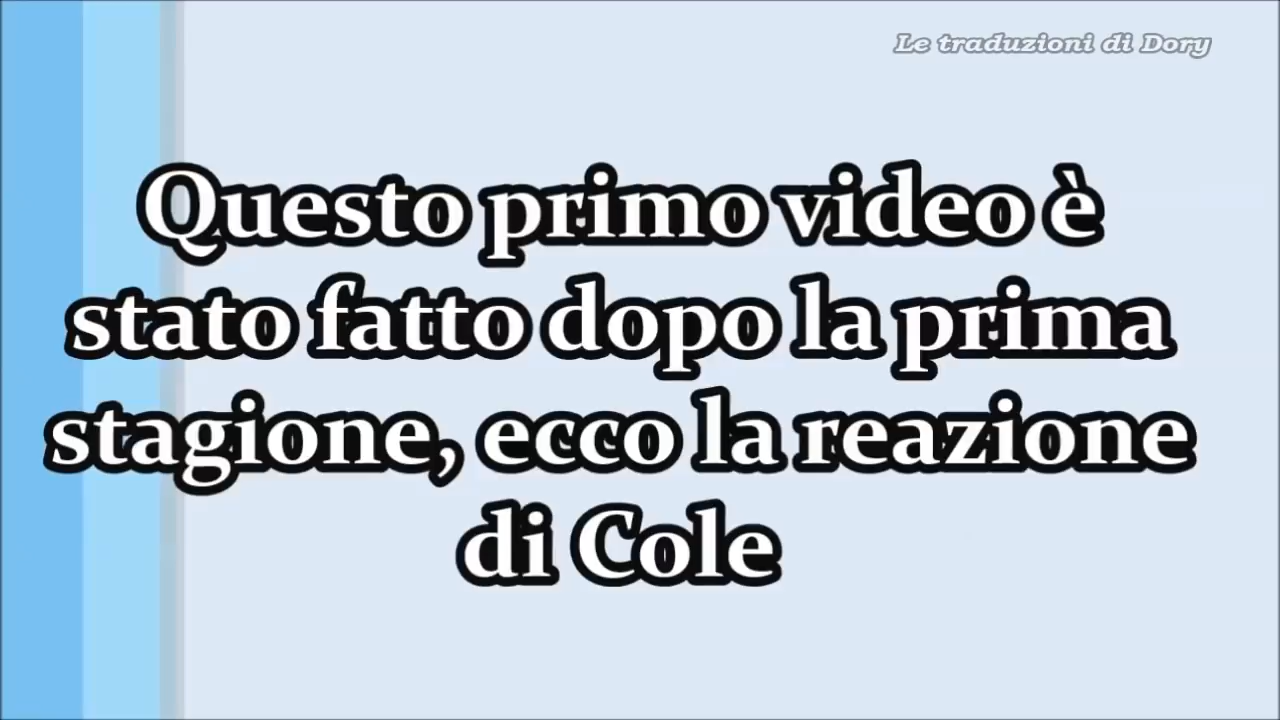 Le traduzioni di Dory
Questo primo video è
stato fatto dopo la prima
stagione, ecco la reazione
di Cole